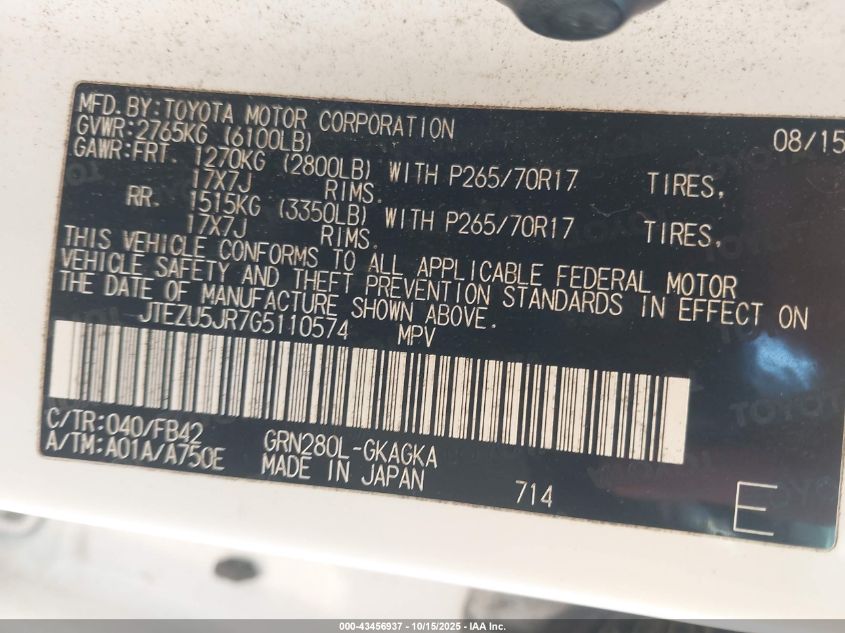 MFD.BY:TOYOTA MOTOR CORPORATION 08/15
GVWR:2765KG (6100LB)
GAWR:FRT. 1270KG (2800LB) WITH P265/70R17 TIRES,
17X7J RIMS.
RR. 1515KG (3350LB) WITH P265/70R17 TIRES,
17X7J RIMS.
THIS VEHICLE CONFORMS TO ALL APPLICABLE FEDERAL MOTOR
VEHICLE SAFETY AND THEFT PREVENTION STANDARDS IN EFFECT ON
THE DATE OF MANUFACTURE SHOWN ABOVE.
JTEZU5JR7G5110574 MPV
C/TR:040/FB42 GRN280L-GKAGKA
A/TM:A01A/A750E MADE IN JAPAN 714 E
000-43456937 - 10/15/2025 - IAA Inc.